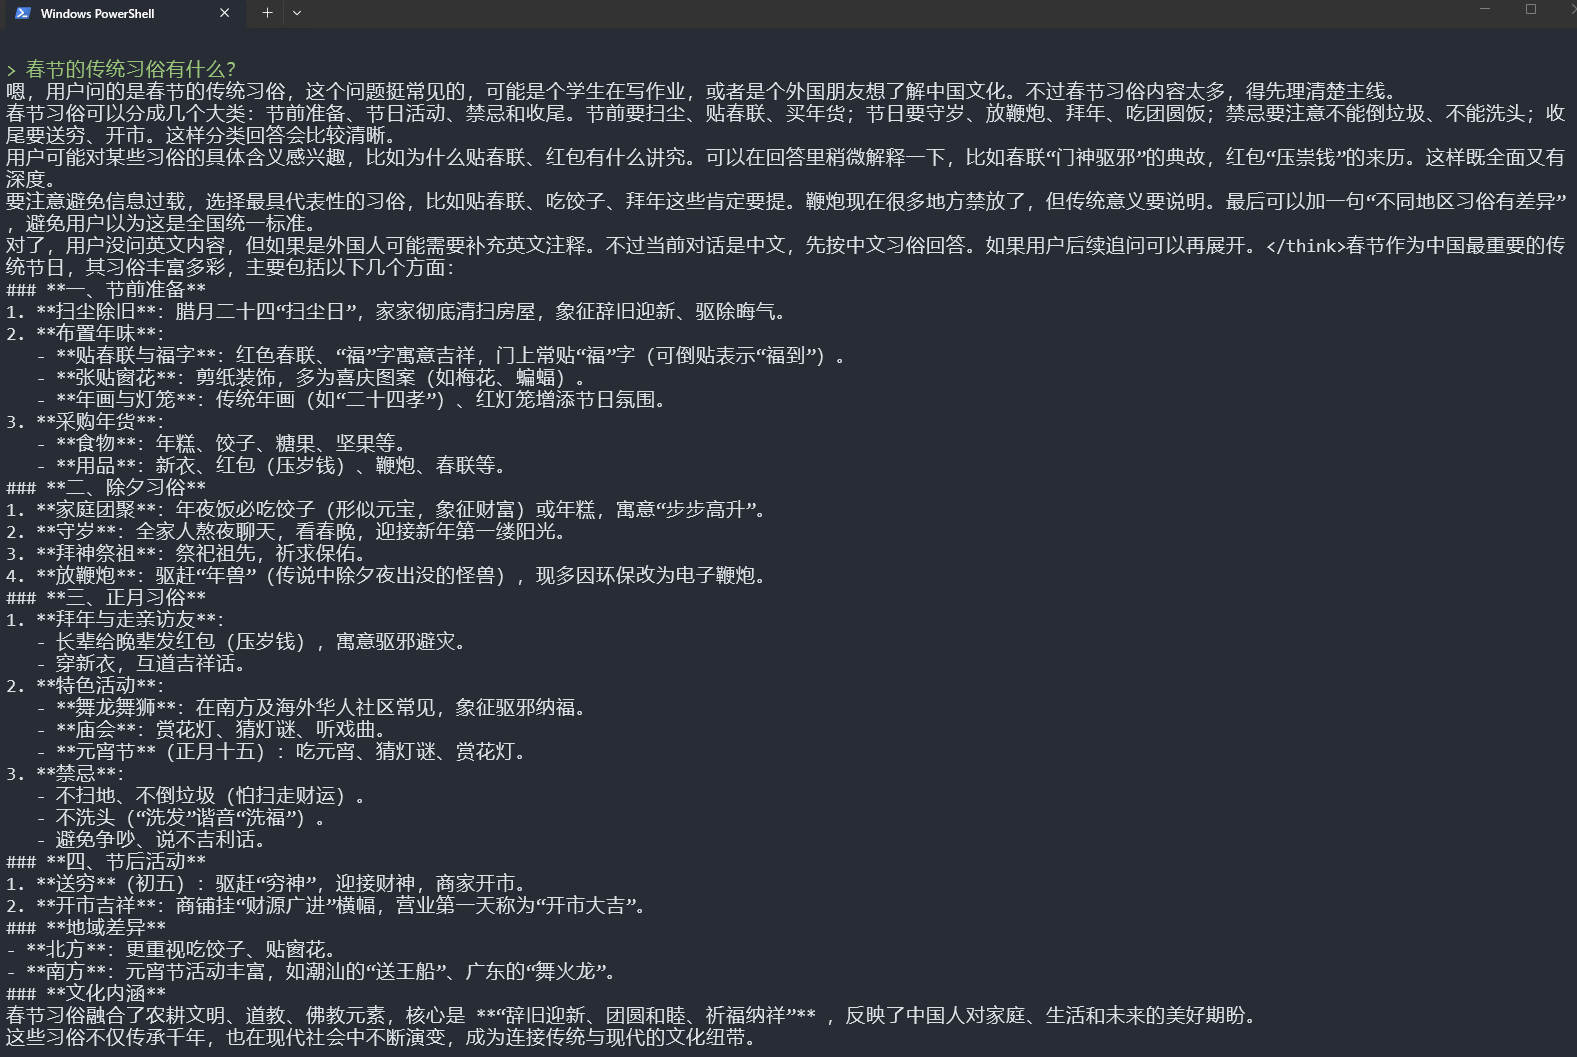 Windows PowerShell
> 春节的传统习俗有什么?
嗯，用户问的是春节的传统习俗，这个问题挺常见的，可能是个学生在写作业，或者是个外国朋友想了解中国文化。不过春节习俗内容太多，得先理清楚主线。
春节习俗可以分成几个大类：节前准备、节日活动、禁忌和收尾。节前要扫尘、贴春联、买年货；节日要守岁、放鞭炮、拜年、吃团圆饭；禁忌要注意不能倒垃圾、不能洗头；收
尾要送穷、开市。这样分类回答会比较清晰。
用户可能对某些习俗的具体含义感兴趣，比如为什么贴春联、红包有什么讲究。可以在回答里稍微解释一下，比如春联“门神驱邪”的典故，红包“压祟钱”的来历。这样既全面又有
深度。
要注意避免信息过载，选择最具代表性的习俗，比如贴春联、吃饺子、拜年这些肯定要提。鞭炮现在很多地方禁放了，但传统意义要说明。最后可以加一句“不同地区习俗有差异”
，避免用户以为这是全国统一标准。
对了，用户没问英文内容，但如果是外国人可能需要补充英文注释。不过当前对话是中文，先按中文习俗回答。如果用户后续追问可以再展开。</think>春节作为中国最重要的传
统节日，其习俗丰富多彩，主要包括以下几个方面：
### **一、节前准备**
1. **扫尘除旧**：腊月二十四“扫尘日”，家家彻底清扫房屋，象征辞旧迎新、驱除晦气。
2. **布置年味**：
   - **贴春联与福字**：红色春联、“福”字寓意吉祥，门上常贴“福”字（可倒贴表示“福到”）。
   - **张贴窗花**：剪纸装饰，多为喜庆图案（如梅花、蝙蝠）。
   - **年画与灯笼**：传统年画（如“二十四孝”）、红灯笼增添节日氛围。
3. **采购年货**：
   - **食物**：年糕、饺子、糖果、坚果等。
   - **用品**：新衣、红包（压岁钱）、鞭炮、春联等。
### **二、除夕习俗**
1. **家庭团聚**：年夜饭必吃饺子（形似元宝，象征财富）或年糕，寓意“步步高升”。
2. **守岁**：全家人熬夜聊天，看春晚，迎接新年第一缕阳光。
3. **拜神祭祖**：祭祀祖先，祈求保佑。
4. **放鞭炮**：驱赶“年兽”（传说中除夕夜出没的怪兽），现多因环保改为电子鞭炮。
### **三、正月习俗**
1. **拜年与走亲访友**：
   - 长辈给晚辈发红包（压岁钱），寓意驱邪避灾。
   - 穿新衣，互道吉祥话。
2. **特色活动**：
   - **舞龙舞狮**：在南方及海外华人社区常见，象征驱邪纳福。
   - **庙会**：赏花灯、猜灯谜、听戏曲。
   - **元宵节**（正月十五）：吃元宵、猜灯谜、赏花灯。
3. **禁忌**：
   - 不扫地、不倒垃圾（怕扫走财运）。
   - 不洗头（“洗发”谐音“洗福”）。
   - 避免争吵、说不吉利话。
### **四、节后活动**
1. **送穷**（初五）：驱赶“穷神”，迎接财神，商家开市。
2. **开市吉祥**：商铺挂“财源广进”横幅，营业第一天称为“开市大吉”。
### **地域差异**
- **北方**：更重视吃饺子、贴窗花。
- **南方**：元宵节活动丰富，如潮汕的“送王船”、广东的“舞火龙”。
### **文化内涵**
春节习俗融合了农耕文明、道教、佛教元素，核心是 **“辞旧迎新、团圆和睦、祈福纳祥”** ，反映了中国人对家庭、生活和未来的美好期盼。
这些习俗不仅传承千年，也在现代社会中不断演变，成为连接传统与现代的文化纽带。